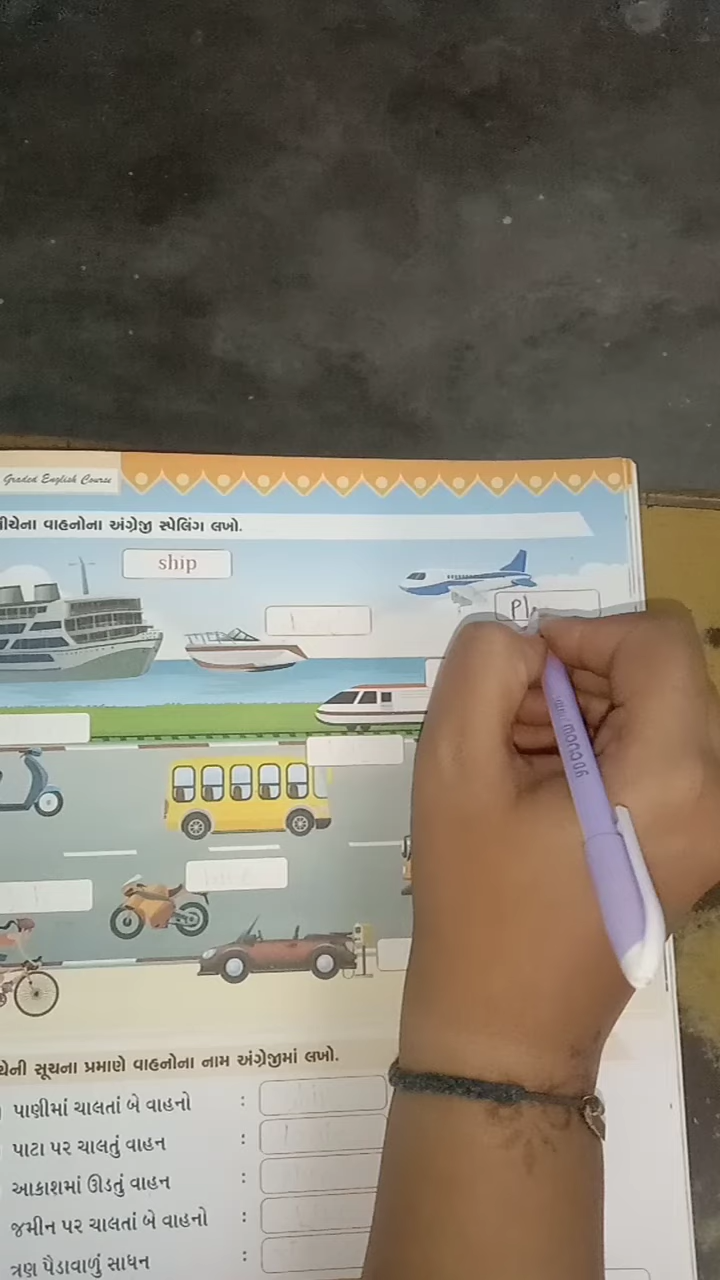 Graded English Course
નીચેના વાહનોના અંગ્રેજી સ્પેલિંગ લખો.
ship
Pl
સૂચના પ્રમાણે વાહનોના નામ અંગ્રેજીમાં લખો.
પાણીમાં ચાલતાં બે વાહનો :
પાટા પર ચાલતું વાહન :
આકાશમાં ઊડતું વાહન :
જમીન પર ચાલતાં બે વાહનો :
ત્રણ પૈડાવાળું સાધન :